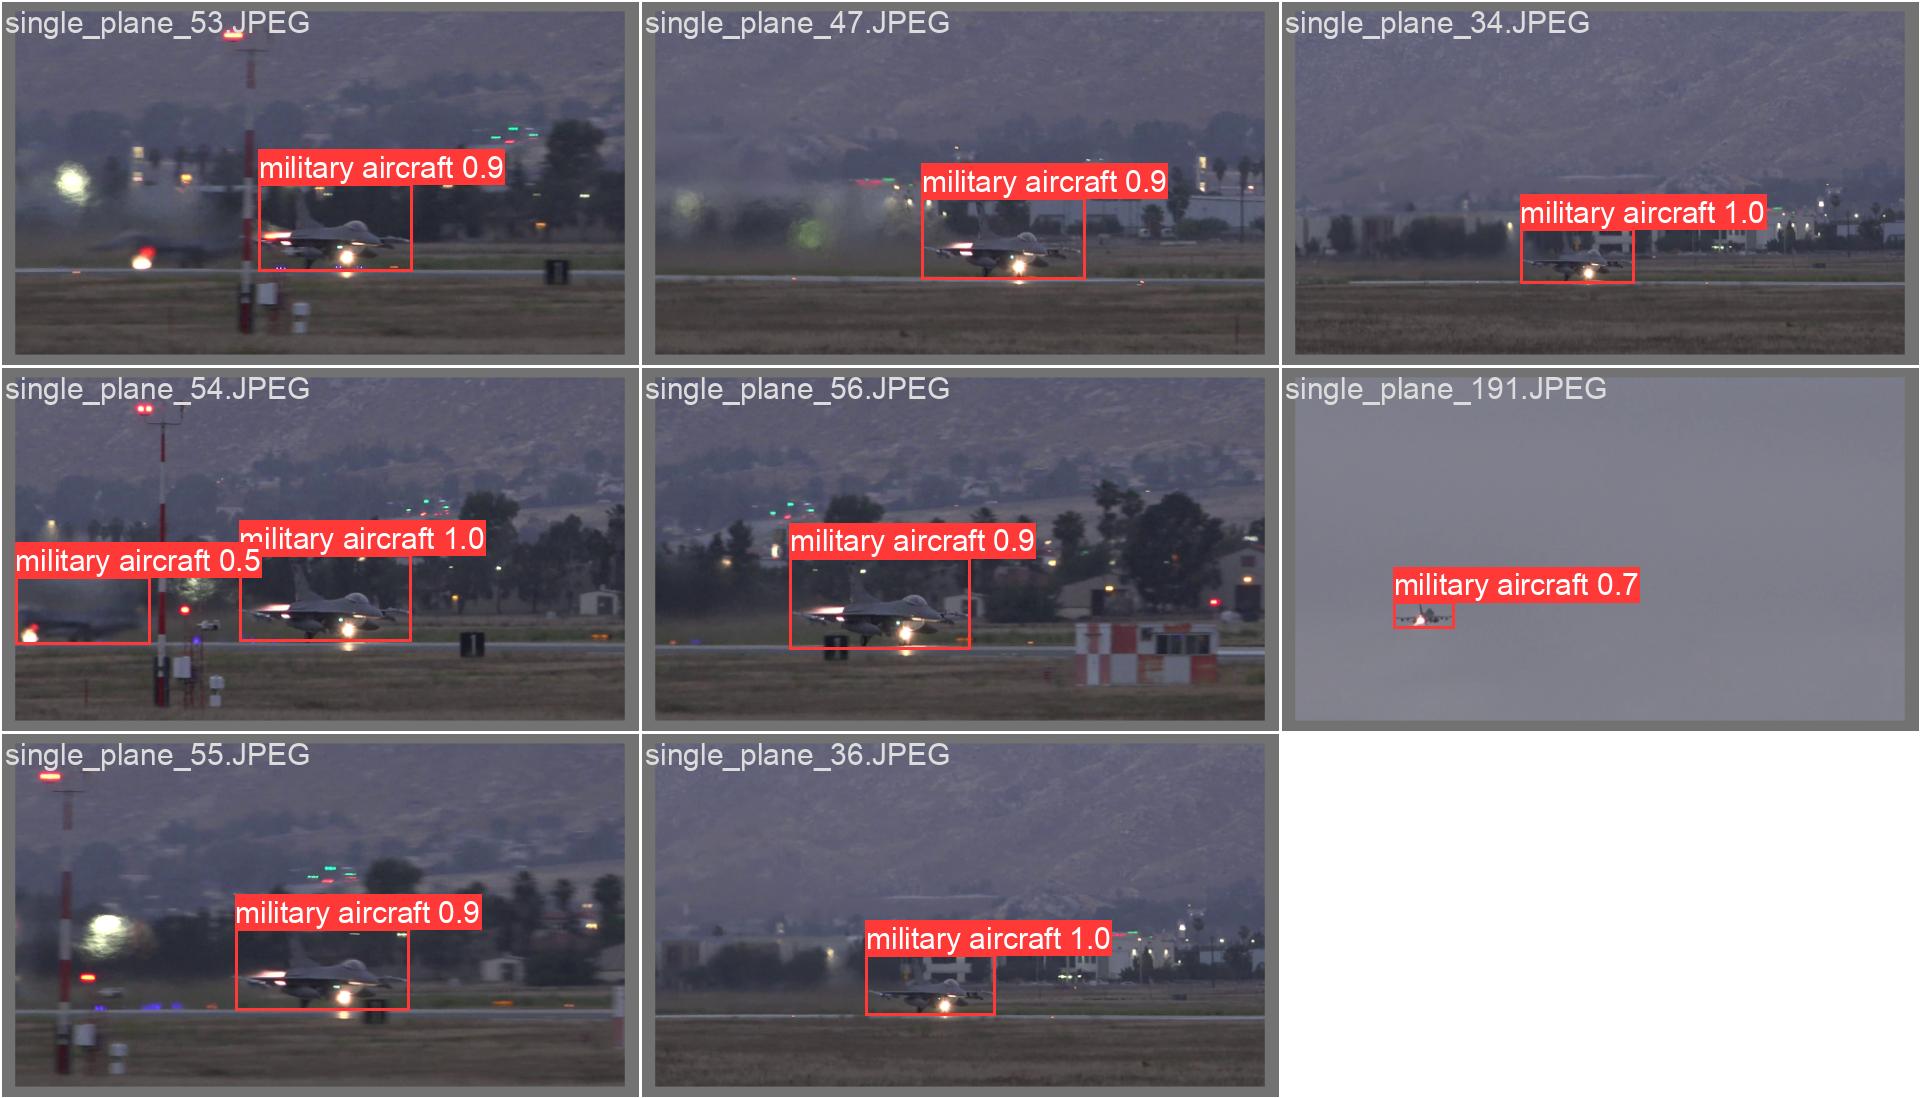 single_plane_53.JPEG
military aircraft 0.9
single_plane_47.JPEG
military aircraft 0.9
single_plane_34.JPEG
military aircraft 1.0
single_plane_54.JPEG
military aircraft 1.0
military aircraft 0.5
1
single_plane_56.JPEG
military aircraft 0.9
single_plane_191.JPEG
military aircraft 0.7
single_plane_55.JPEG
military aircraft 0.9
single_plane_36.JPEG
military aircraft 1.0